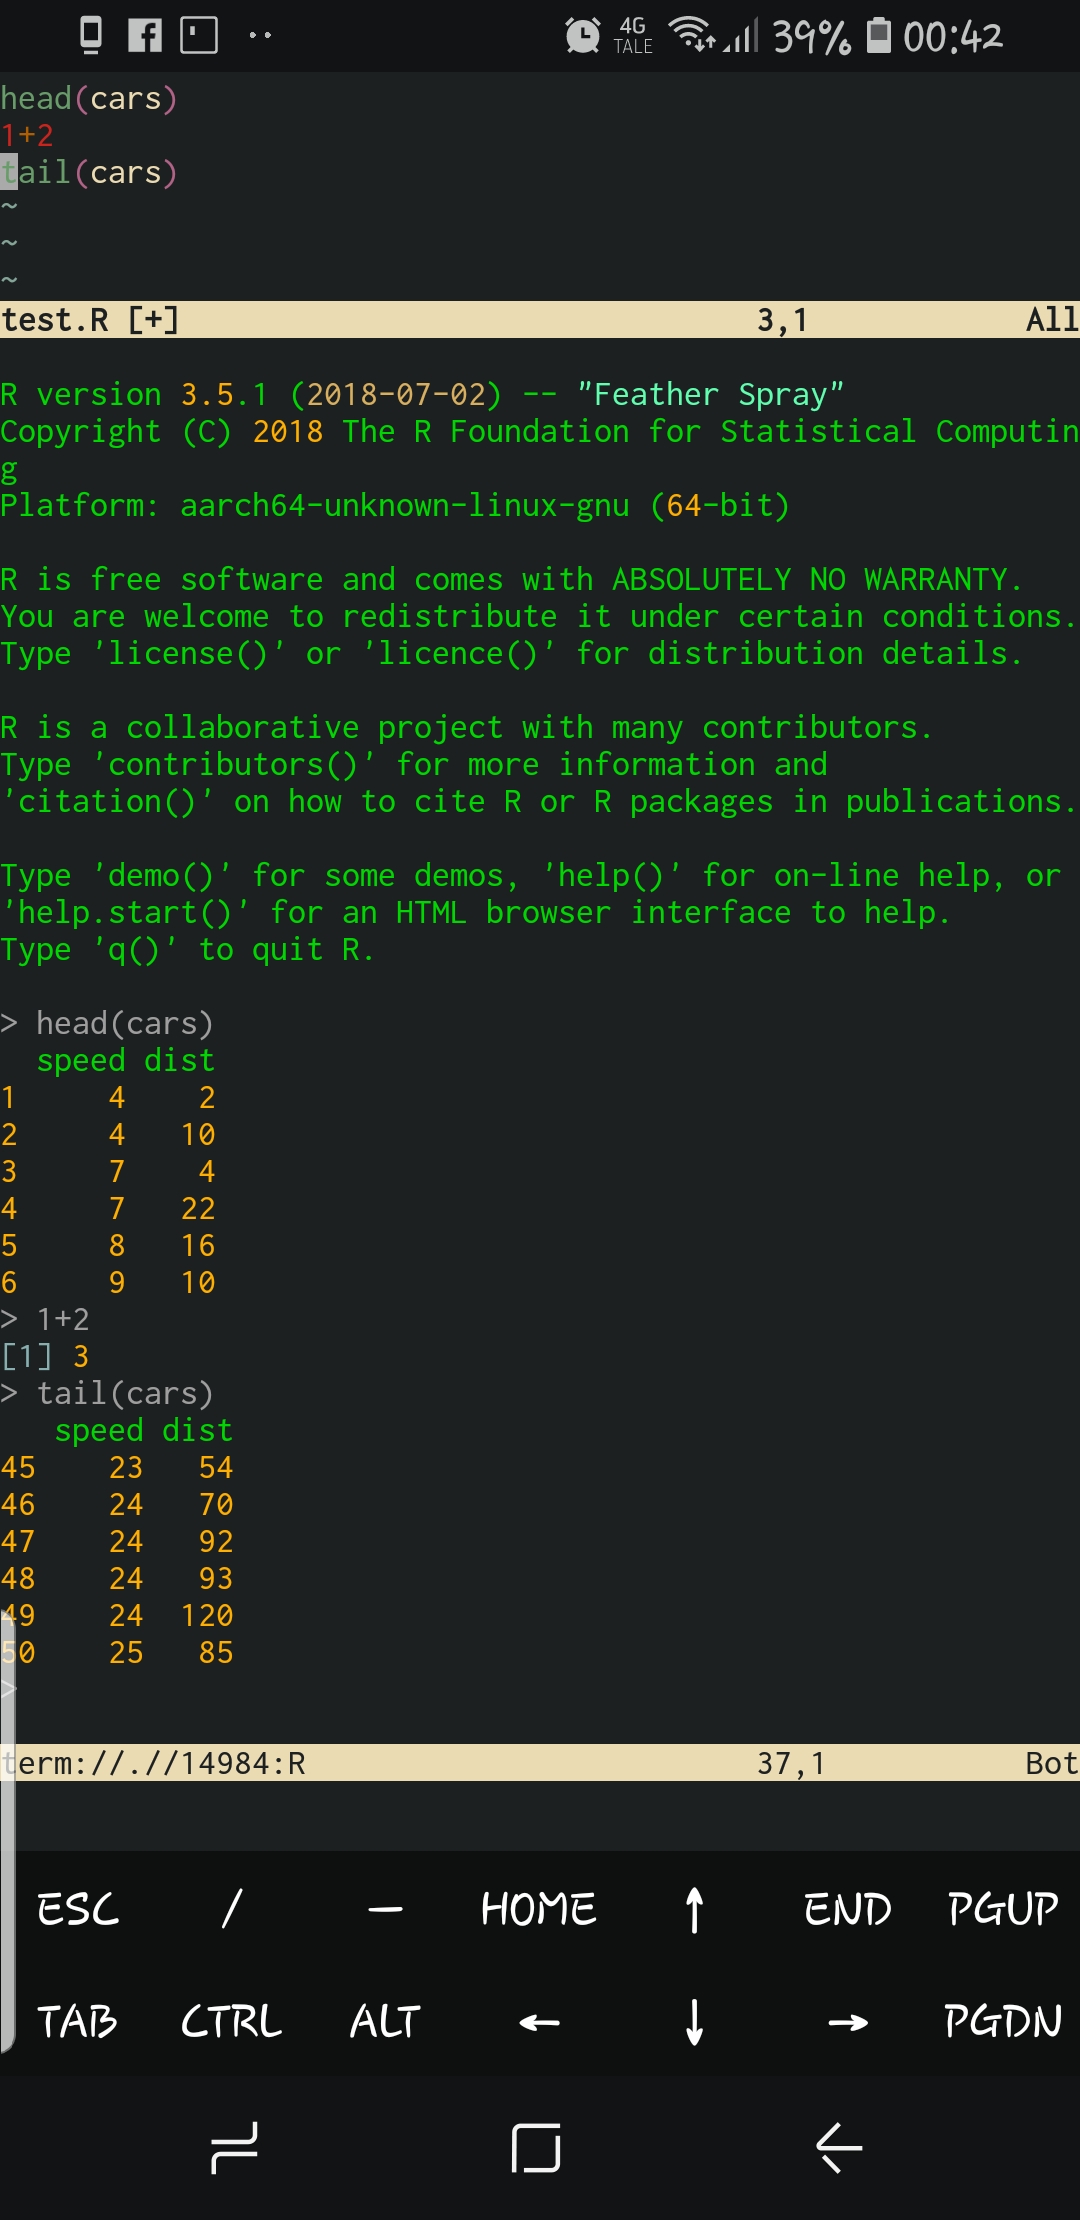 4G
TALE
39% 00:42
head(cars)
1+2
tail(cars)
~
~
~
test.R [+] 3,1 All
R version 3.5.1 (2018-07-02) -- "Feather Spray"
Copyright (C) 2018 The R Foundation for Statistical Computin
g
Platform: aarch64-unknown-linux-gnu (64-bit)
R is free software and comes with ABSOLUTELY NO WARRANTY.
You are welcome to redistribute it under certain conditions.
Type 'license()' or 'licence()' for distribution details.
R is a collaborative project with many contributors.
Type 'contributors()' for more information and
'citation()' on how to cite R or R packages in publications.
Type 'demo()' for some demos, 'help()' for on-line help, or
'help.start()' for an HTML browser interface to help.
Type 'q()' to quit R.
> head(cars)
  speed dist
1     4    2
2     4   10
3     7    4
4     7   22
5     8   16
6     9   10
> 1+2
[1] 3
> tail(cars)
   speed dist
45    23   54
46    24   70
47    24   92
48    24   93
49    24  120
50    25   85
>
term://.//14984:R 37,1 Bot
ESC / — HOME ↑ END PGUP
TAB CTRL ALT ← ↓ → PGDN